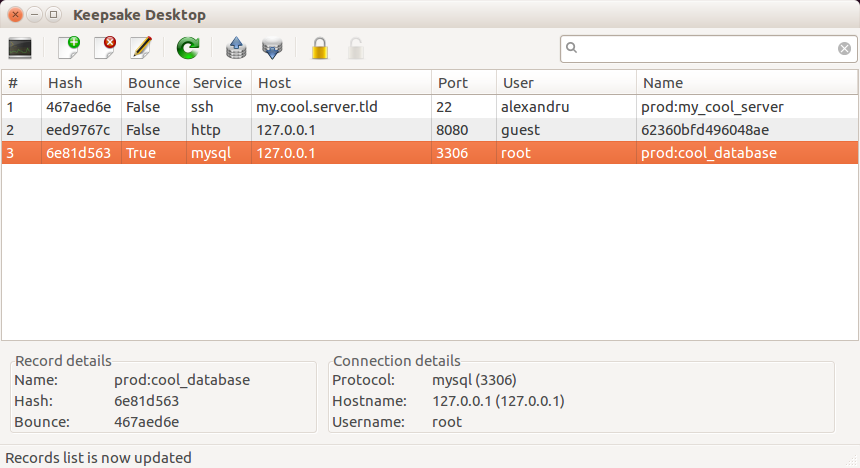 Keepsake Desktop
# Hash Bounce Service Host Port User Name
1 467aed6e False ssh my.cool.server.tld 22 alexandru prod:my_cool_server
2 eed9767c False http 127.0.0.1 8080 guest 62360bfd496048ae
3 6e81d563 True mysql 127.0.0.1 3306 root prod:cool_database
Record details
Name: prod:cool_database
Hash: 6e81d563
Bounce: 467aed6e
Connection details
Protocol: mysql (3306)
Hostname: 127.0.0.1 (127.0.0.1)
Username: root
Records list is now updated